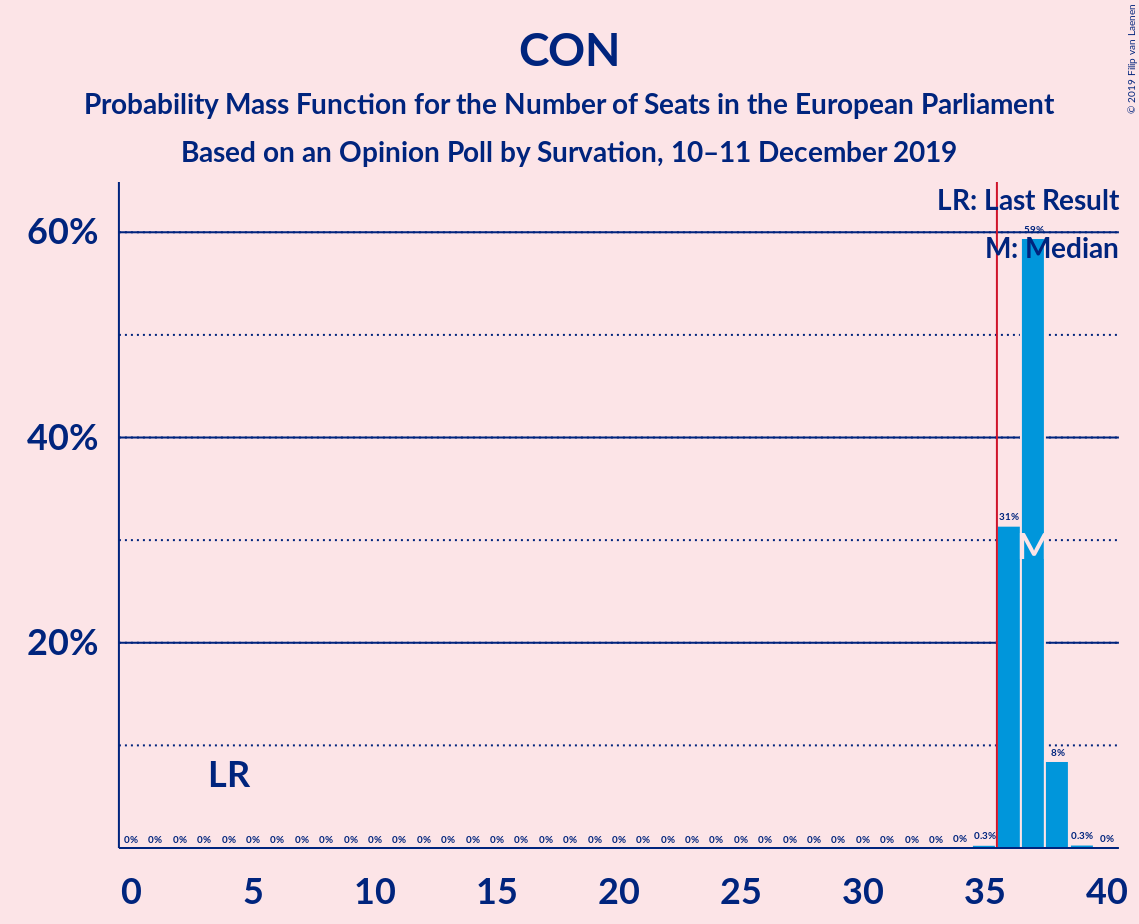 CON
Probability Mass Function for the Number of Seats in the European Parliament
Based on an Opinion Poll by Survation, 10–11 December 2019
© 2019 Filip van Laenen
LR: Last Result
M: Median
60%
40%
20%
59%
31%
M
8%
LR
0% 0% 0% 0% 0% 0% 0% 0% 0% 0% 0% 0% 0% 0% 0% 0% 0% 0% 0% 0% 0% 0% 0% 0% 0% 0% 0% 0% 0% 0% 0% 0% 0% 0% 0% 0.3% 0.3% 0%
0 5 10 15 20 25 30 35 40